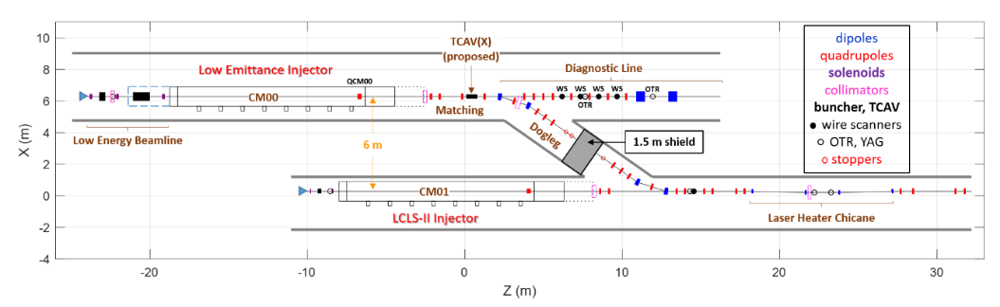 TCAV(X)
(proposed)
Low Emittance Injector
QCM00
Diagnostic Line
CM00
WS WS WS WS OTR
OTR
Matching
Low Energy Beamline
Dogleg
1.5 m shield
6 m
CM01
LCLS-II Injector
Laser Heater Chicane
dipoles
quadrupoles
solenoids
collimators
buncher, TCAV
wire scanners
OTR, YAG
stoppers
X (m)
10
8
6
4
2
0
-2
-4
-20 -10 0 10 20 30
Z (m)